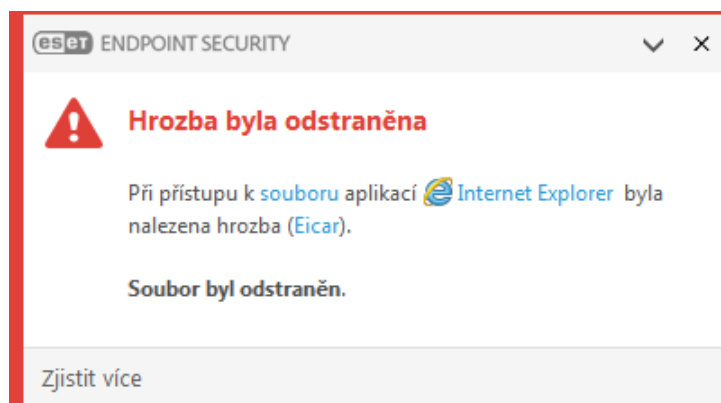 eset ENDPOINT SECURITY
Hrozba byla odstraněna
Při přístupu k souboru aplikací Internet Explorer byla
nalezena hrozba (Eicar).
Soubor byl odstraněn.
Zjistit více